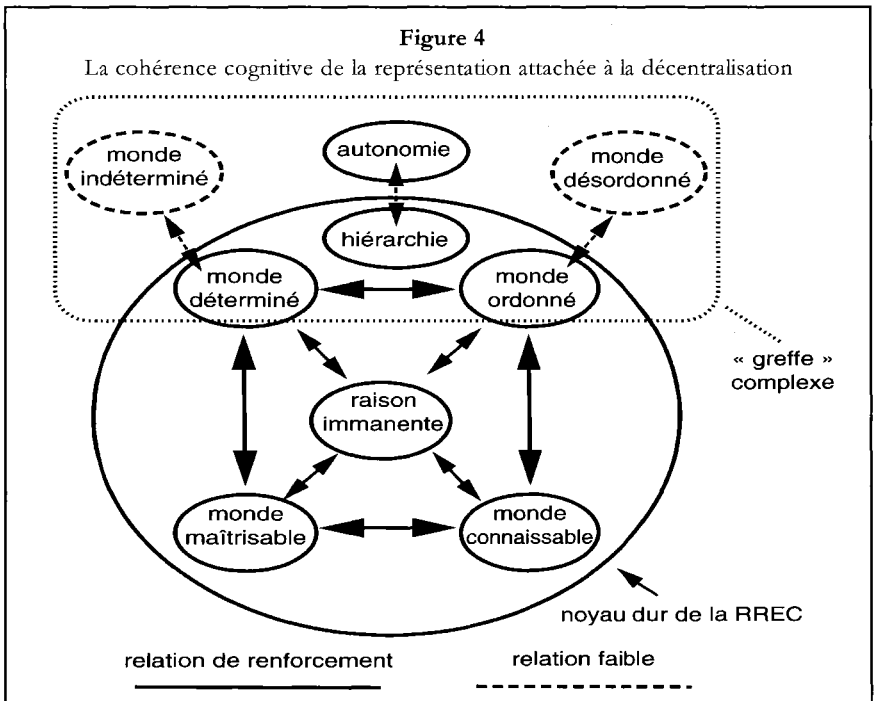 Figure 4
La cohérence cognitive de la représentation attachée à la décentralisation
monde
indéterminé
autonomie
monde
désordonné
hiérarchie
monde
déterminé
monde
ordonné
« greffe »
complexe
raison
immanente
monde
maîtrisable
monde
connaissable
noyau dur de la RREC
relation de renforcement
relation faible